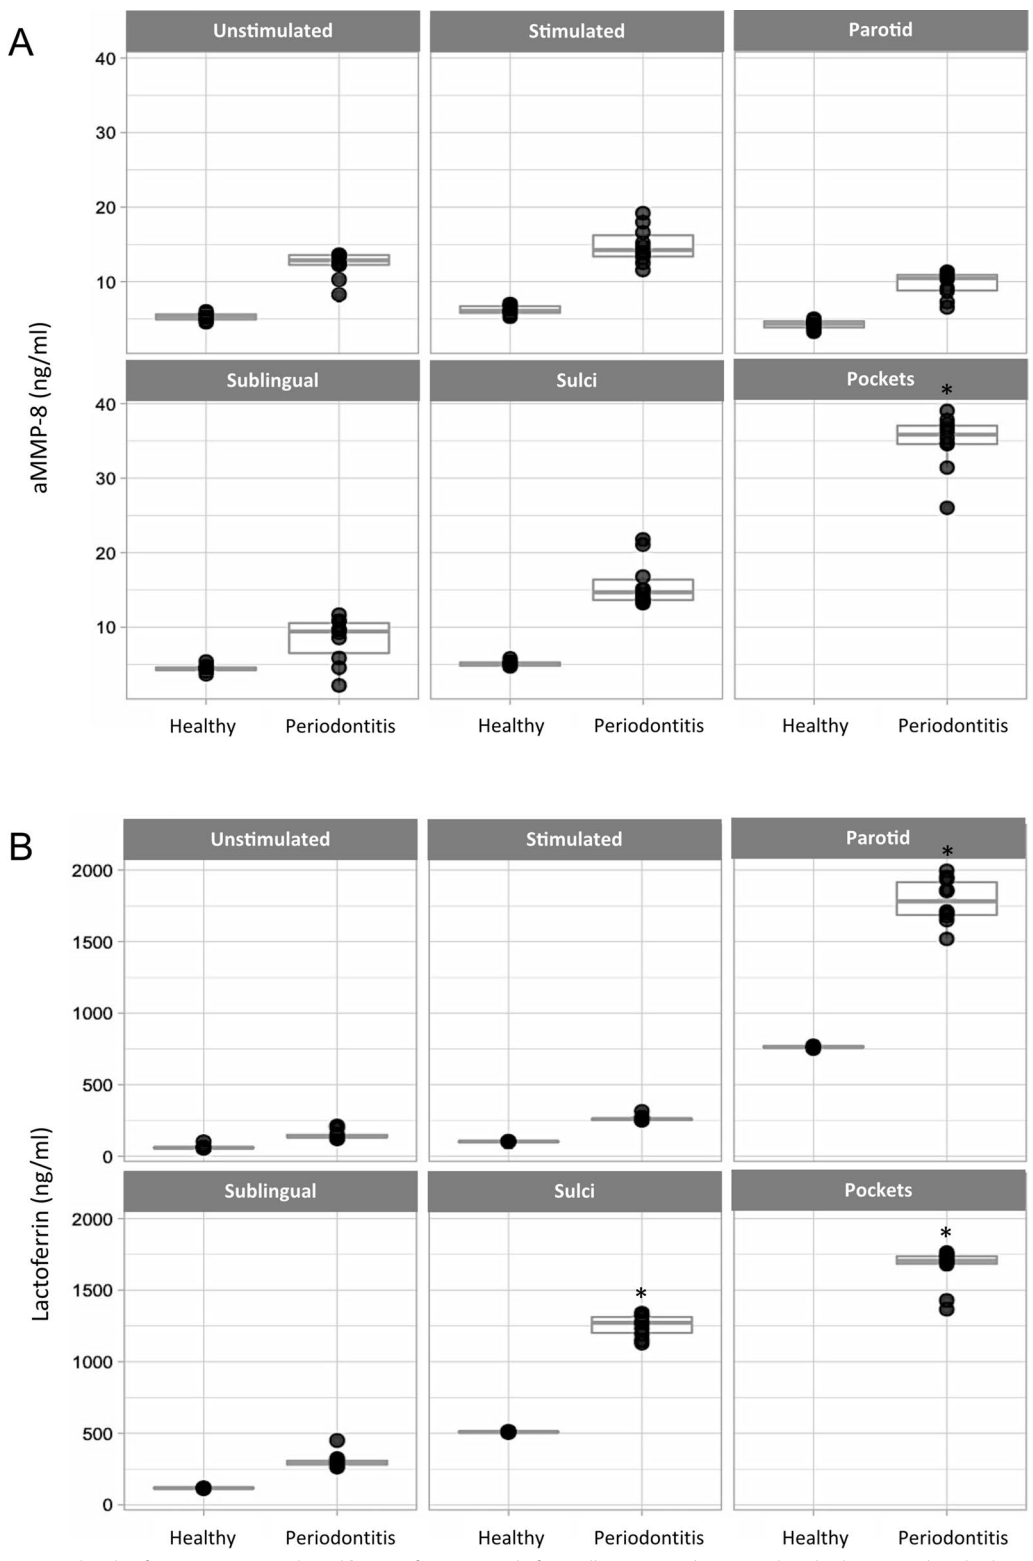 A
Unstimulated
Stimulated
Parotid
40
30
20
10
aMMP-8 (ng/ml)
Sublingual
Sulci
Pockets
*
40
30
20
10
Healthy
Periodontitis
Healthy
Periodontitis
Healthy
Periodontitis
B
Unstimulated
Stimulated
Parotid
*
2000
1500
1000
500
0
Lactoferrin (ng/ml)
Sublingual
Sulci
Pockets
*
*
2000
1500
1000
500
0
Healthy
Periodontitis
Healthy
Periodontitis
Healthy
Periodontitis